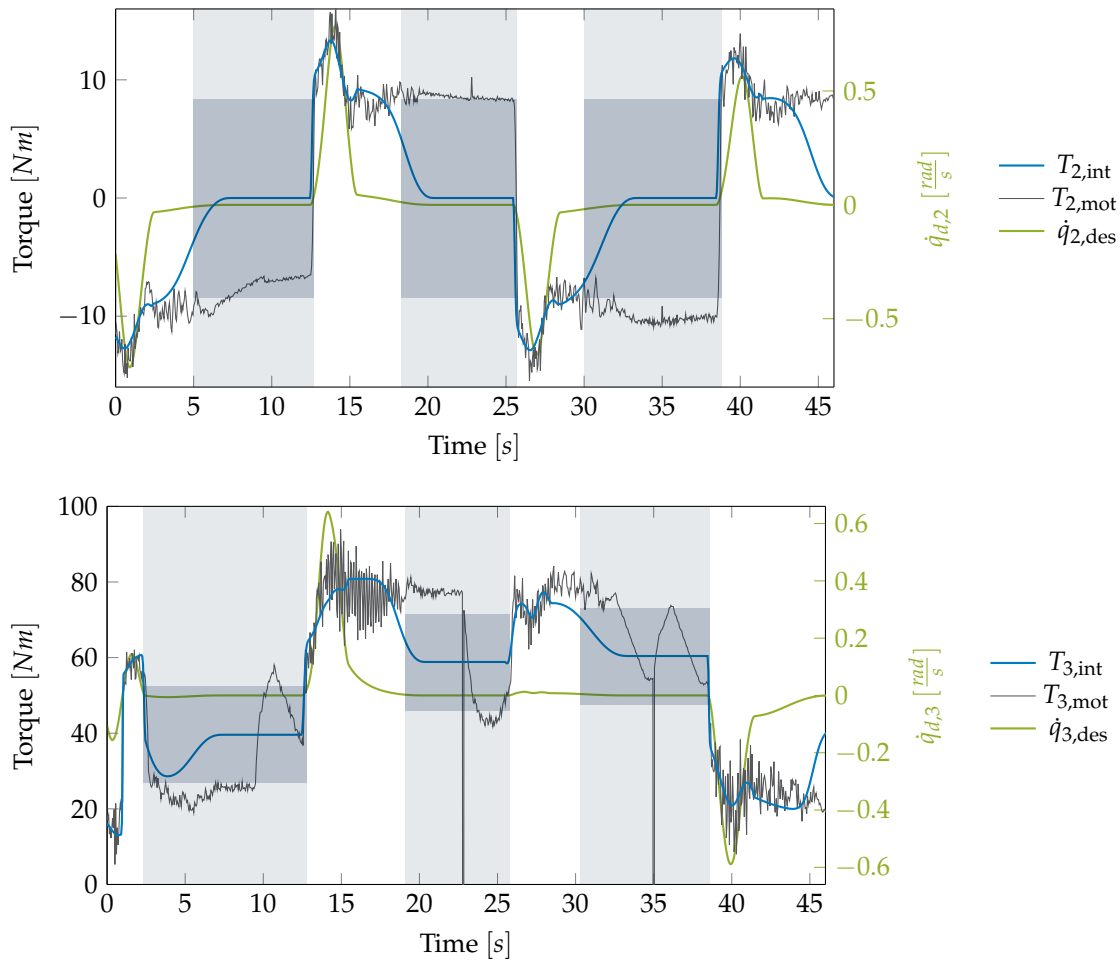 10
0
−10
Torque [Nm]
0 5 10 15 20 25 30 35 40 45
Time [s]
0.5
0
−0.5
q̇d,2 [rad/s]
T2,int
T2,mot
q̇2,des
100
80
60
40
20
0
Torque [Nm]
0 5 10 15 20 25 30 35 40 45
Time [s]
0.6
0.4
0.2
0
−0.2
−0.4
−0.6
q̇d,3 [rad/s]
T3,int
T3,mot
q̇3,des